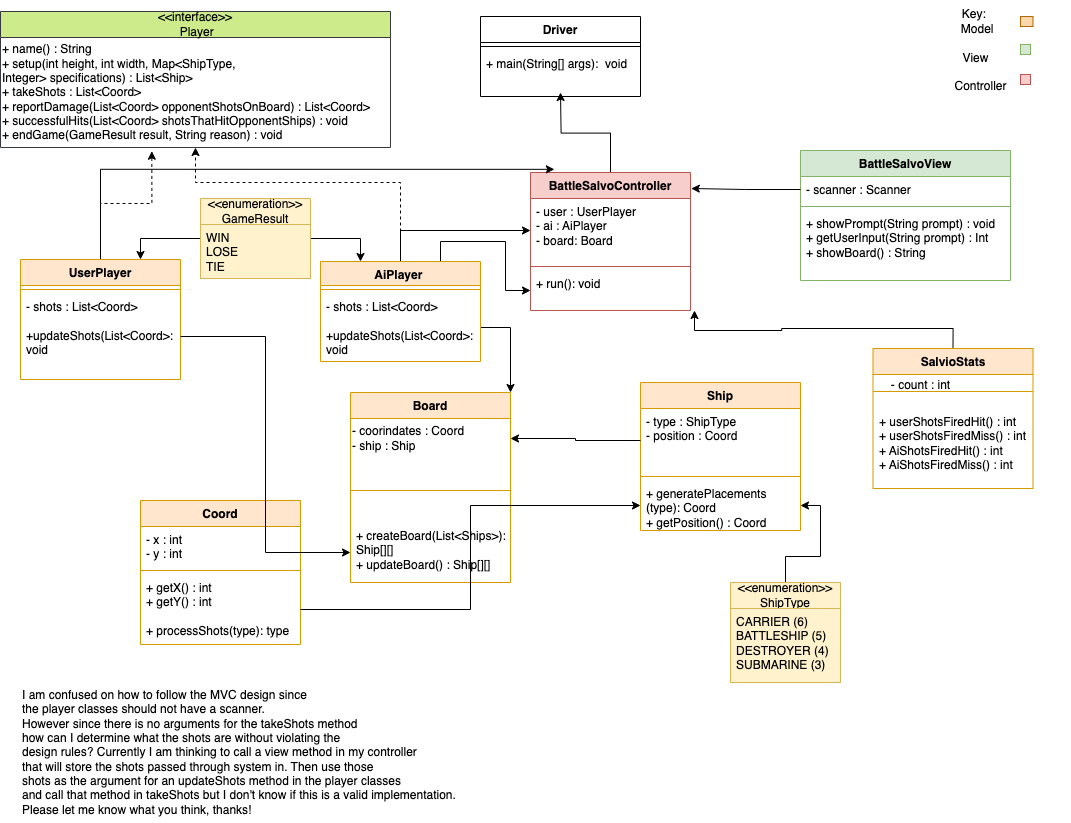 <<interface>>
Player
+ name() : String
+ setup(int height, int width, Map<ShipType,
Integer> specifications) : List<Ship>
+ takeShots : List<Coord>
+ reportDamage(List<Coord> opponentShotsOnBoard) : List<Coord>
+ successfulHits(List<Coord> shotsThatHitOpponentShips) : void
+ endGame(GameResult result, String reason) : void
Driver
+ main(String[] args): void
Key:
Model
View
Controller
BattleSalvoController
- user : UserPlayer
- ai : AiPlayer
- board: Board
+ run(): void
BattleSalvoView
- scanner : Scanner
+ showPrompt(String prompt) : void
+ getUserInput(String prompt) : Int
+ showBoard() : String
<<enumeration>>
GameResult
WIN
LOSE
TIE
UserPlayer
- shots : List<Coord>
+updateShots(List<Coord>:
void
AiPlayer
- shots : List<Coord>
+updateShots(List<Coord>:
void
SalvioStats
- count : int
+ userShotsFiredHit() : int
+ userShotsFiredMiss() : int
+ AiShotsFiredHit() : int
+ AiShotsFiredMiss() : int
Board
- coorindates : Coord
- ship : Ship
+ createBoard(List<Ships>):
Ship[][]
+ updateBoard() : Ship[][]
Ship
- type : ShipType
- position : Coord
+ generatePlacements
(type): Coord
+ getPosition() : Coord
Coord
- x : int
- y : int
+ getX() : int
+ getY() : int
+ processShots(type): type
<<enumeration>>
ShipType
CARRIER (6)
BATTLESHIP (5)
DESTROYER (4)
SUBMARINE (3)
I am confused on how to follow the MVC design since
the player classes should not have a scanner.
However since there is no arguments for the takeShots method
how can I determine what the shots are without violating the
design rules? Currently I am thinking to call a view method in my controller
that will store the shots passed through system in. Then use those
shots as the argument for an updateShots method in the player classes
and call that method in takeShots but I don't know if this is a valid implementation.
Please let me know what you think, thanks!